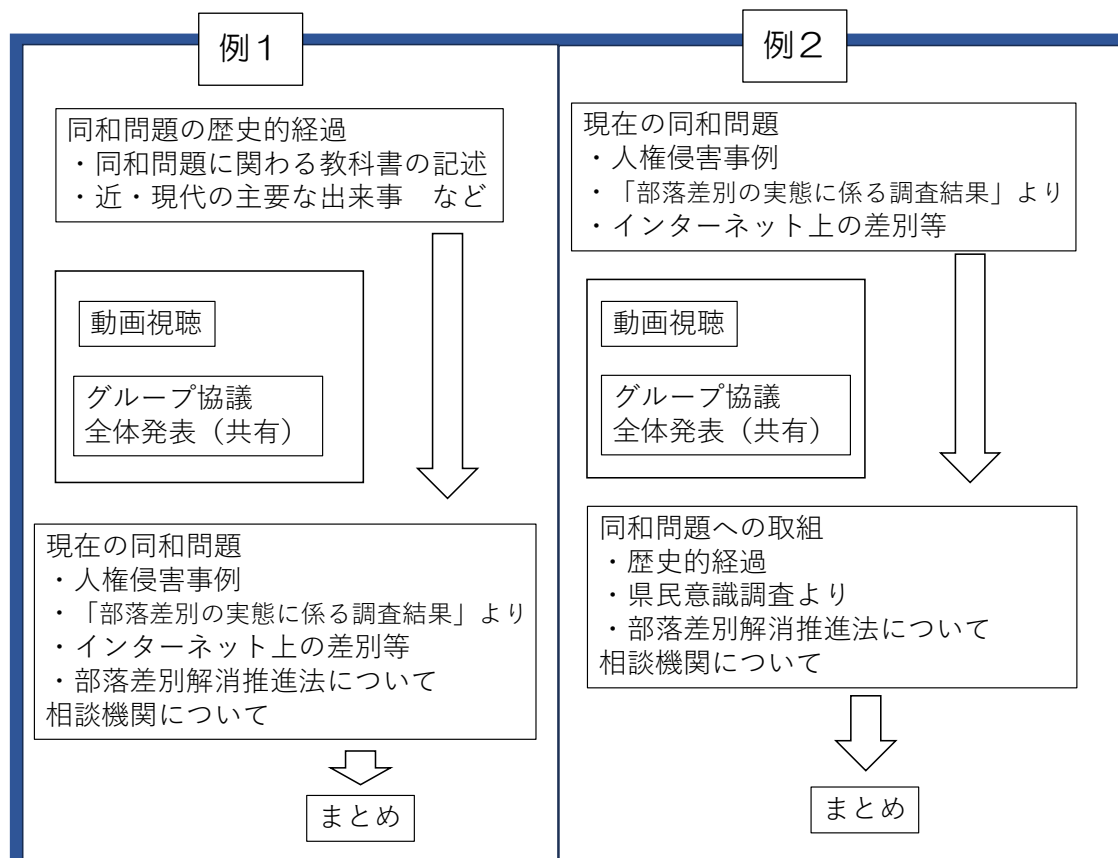 例１
同和問題の歴史的経過
・同和問題に関わる教科書の記述
・近・現代の主要な出来事　など
動画視聴
グループ協議
全体発表（共有）
現在の同和問題
・人権侵害事例
・「部落差別の実態に係る調査結果」より
・インターネット上の差別等
・部落差別解消推進法について
相談機関について
まとめ
例２
現在の同和問題
・人権侵害事例
・「部落差別の実態に係る調査結果」より
・インターネット上の差別等
動画視聴
グループ協議
全体発表（共有）
同和問題への取組
・歴史的経過
・県民意識調査より
・部落差別解消推進法について
相談機関について
まとめ